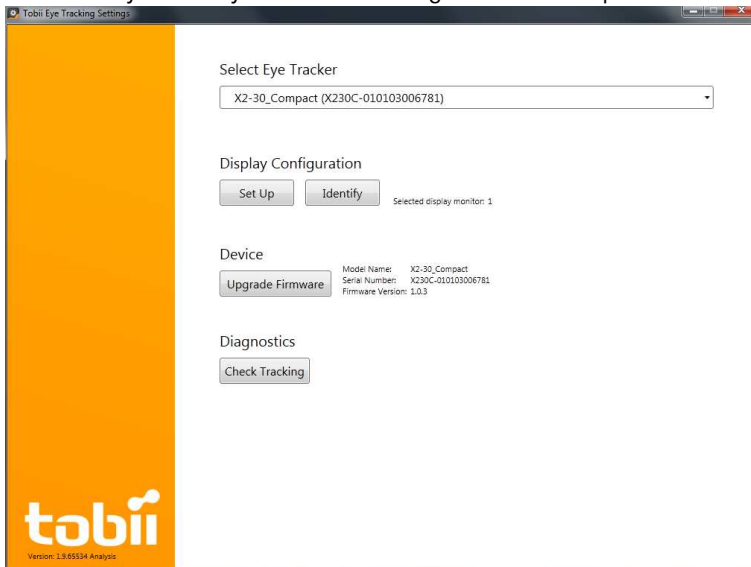 Tobii Eye Tracking Settings
Select Eye Tracker
X2-30_Compact (X230C-010103006781)
Display Configuration
Set Up
Identify
Selected display monitor: 1
Device
Upgrade Firmware
Model Name: X2-30_Compact
Serial Number: X230C-010103006781
Firmware Version: 1.0.3
Diagnostics
Check Tracking
tobii
Version: 1.9.65534 Analysis